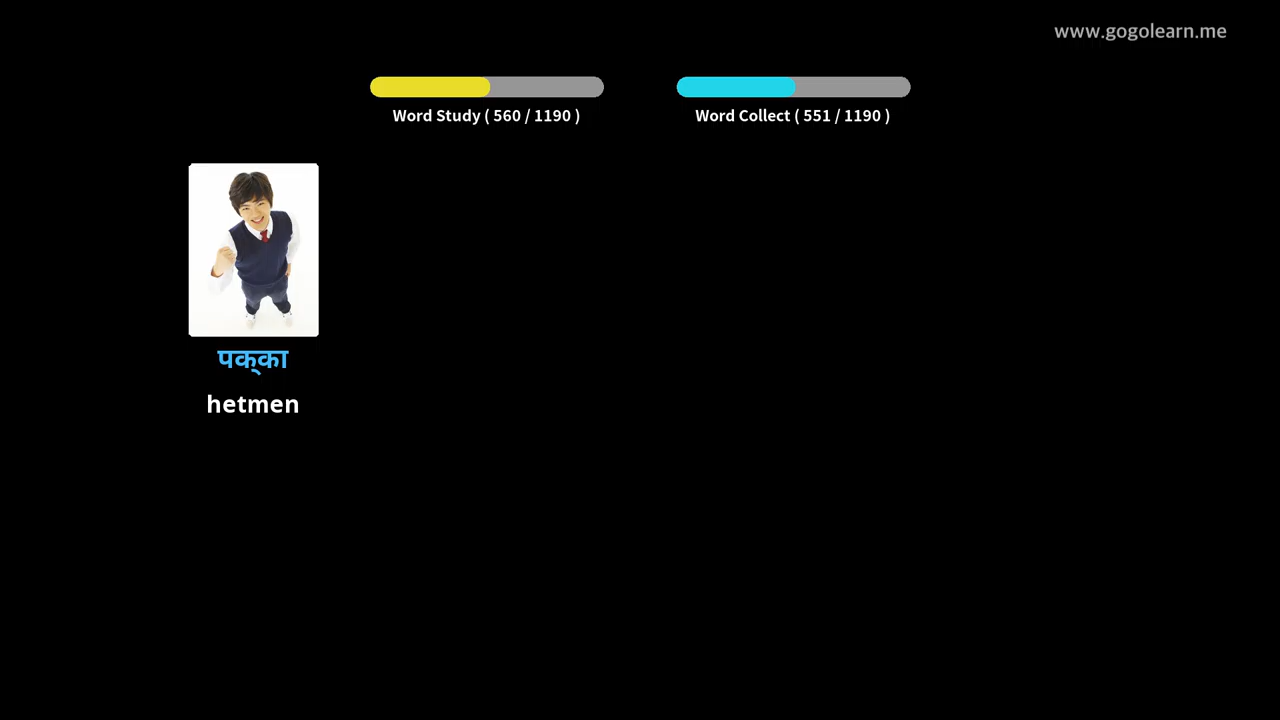 www.gogolearn.me
Word Study ( 560 / 1190 )
Word Collect ( 551 / 1190 )
पक्‌का
hetmen